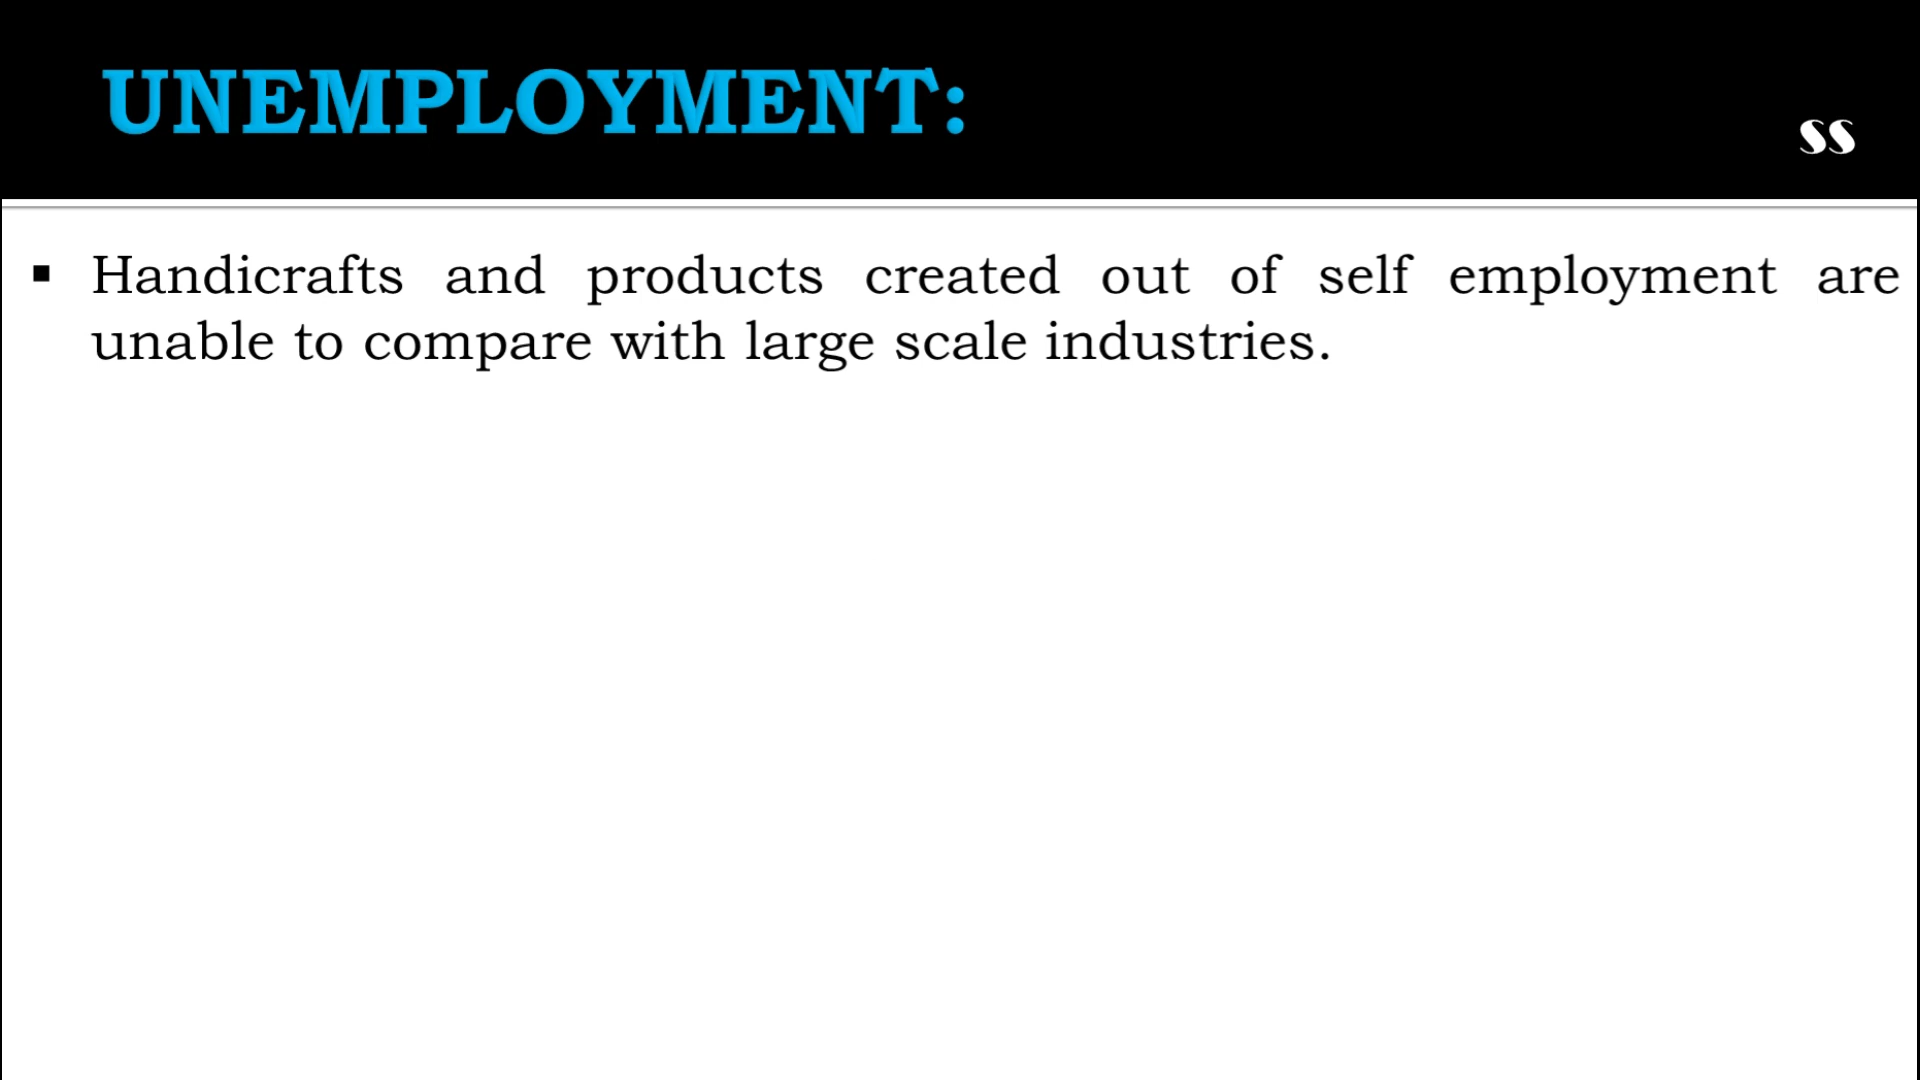 UNEMPLOYMENT:
SS
▪ Handicrafts and products created out of self employment are
unable to compare with large scale industries.